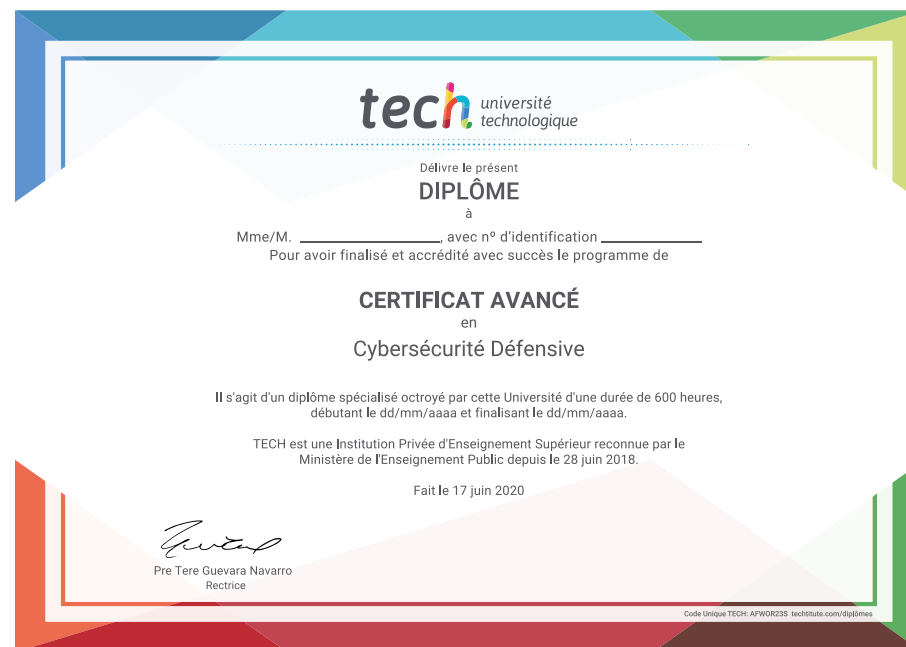 tech université
technologique
Délivre le présent
DIPLÔME
à
Mme/M. ____________________, avec nº d'identification ______________
Pour avoir finalisé et accrédité avec succès le programme de
CERTIFICAT AVANCÉ
en
Cybersécurité Défensive
Il s'agit d'un diplôme spécialisé octroyé par cette Université d'une durée de 600 heures,
débutant le dd/mm/aaaa et finalisant le dd/mm/aaaa.
TECH est une Institution Privée d'Enseignement Supérieur reconnue par le
Ministère de l'Enseignement Public depuis le 28 juin 2018.
Fait le 17 juin 2020
Pre Tere Guevara Navarro
Rectrice
Code Unique TECH: AFWOR23S techtitute.com/diplômes